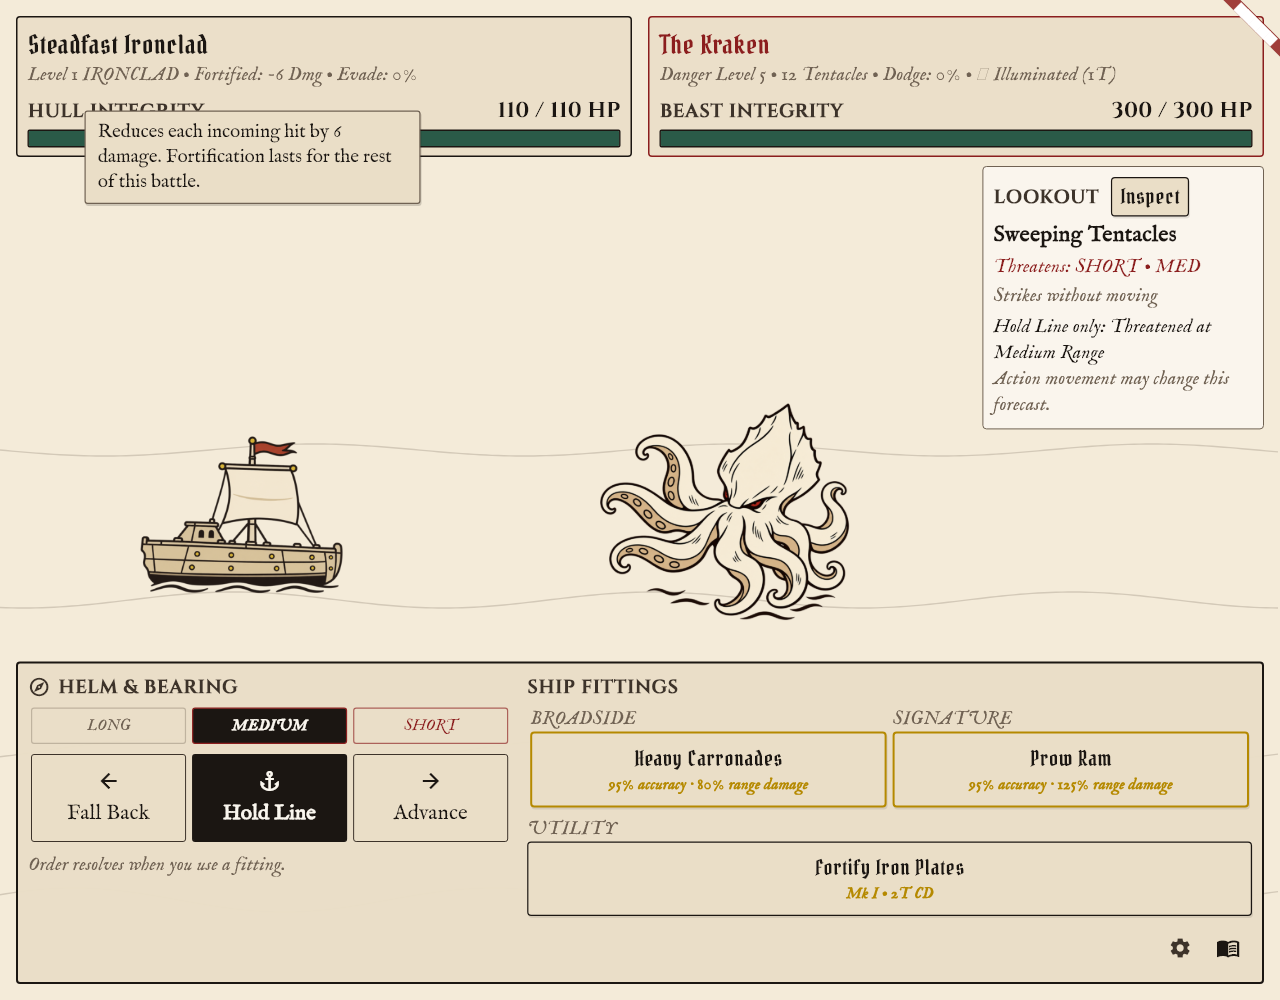 Steadfast Ironclad
Level 1 IRONCLAD • Fortified: -6 Dmg • Evade: 0%
HULL INTEGRITY 110 / 110 HP
Reduces each incoming hit by 6
damage. Fortification lasts for the rest
of this battle.
The Kraken
Danger Level 5 • 12 Tentacles • Dodge: 0% • Illuminated (1T)
BEAST INTEGRITY 300 / 300 HP
LOOKOUT Inspect
Sweeping Tentacles
Threatens: SHORT • MED
Strikes without moving
Hold Line only: Threatened at
Medium Range
Action movement may change this
forecast.
HELM & BEARING
LONG MEDIUM SHORT
Fall Back Hold Line Advance
Order resolves when you use a fitting.
SHIP FITTINGS
BROADSIDE
Heavy Carronades
95% accuracy · 80% range damage
SIGNATURE
Prow Ram
95% accuracy · 125% range damage
UTILITY
Fortify Iron Plates
Mk I • 2T CD